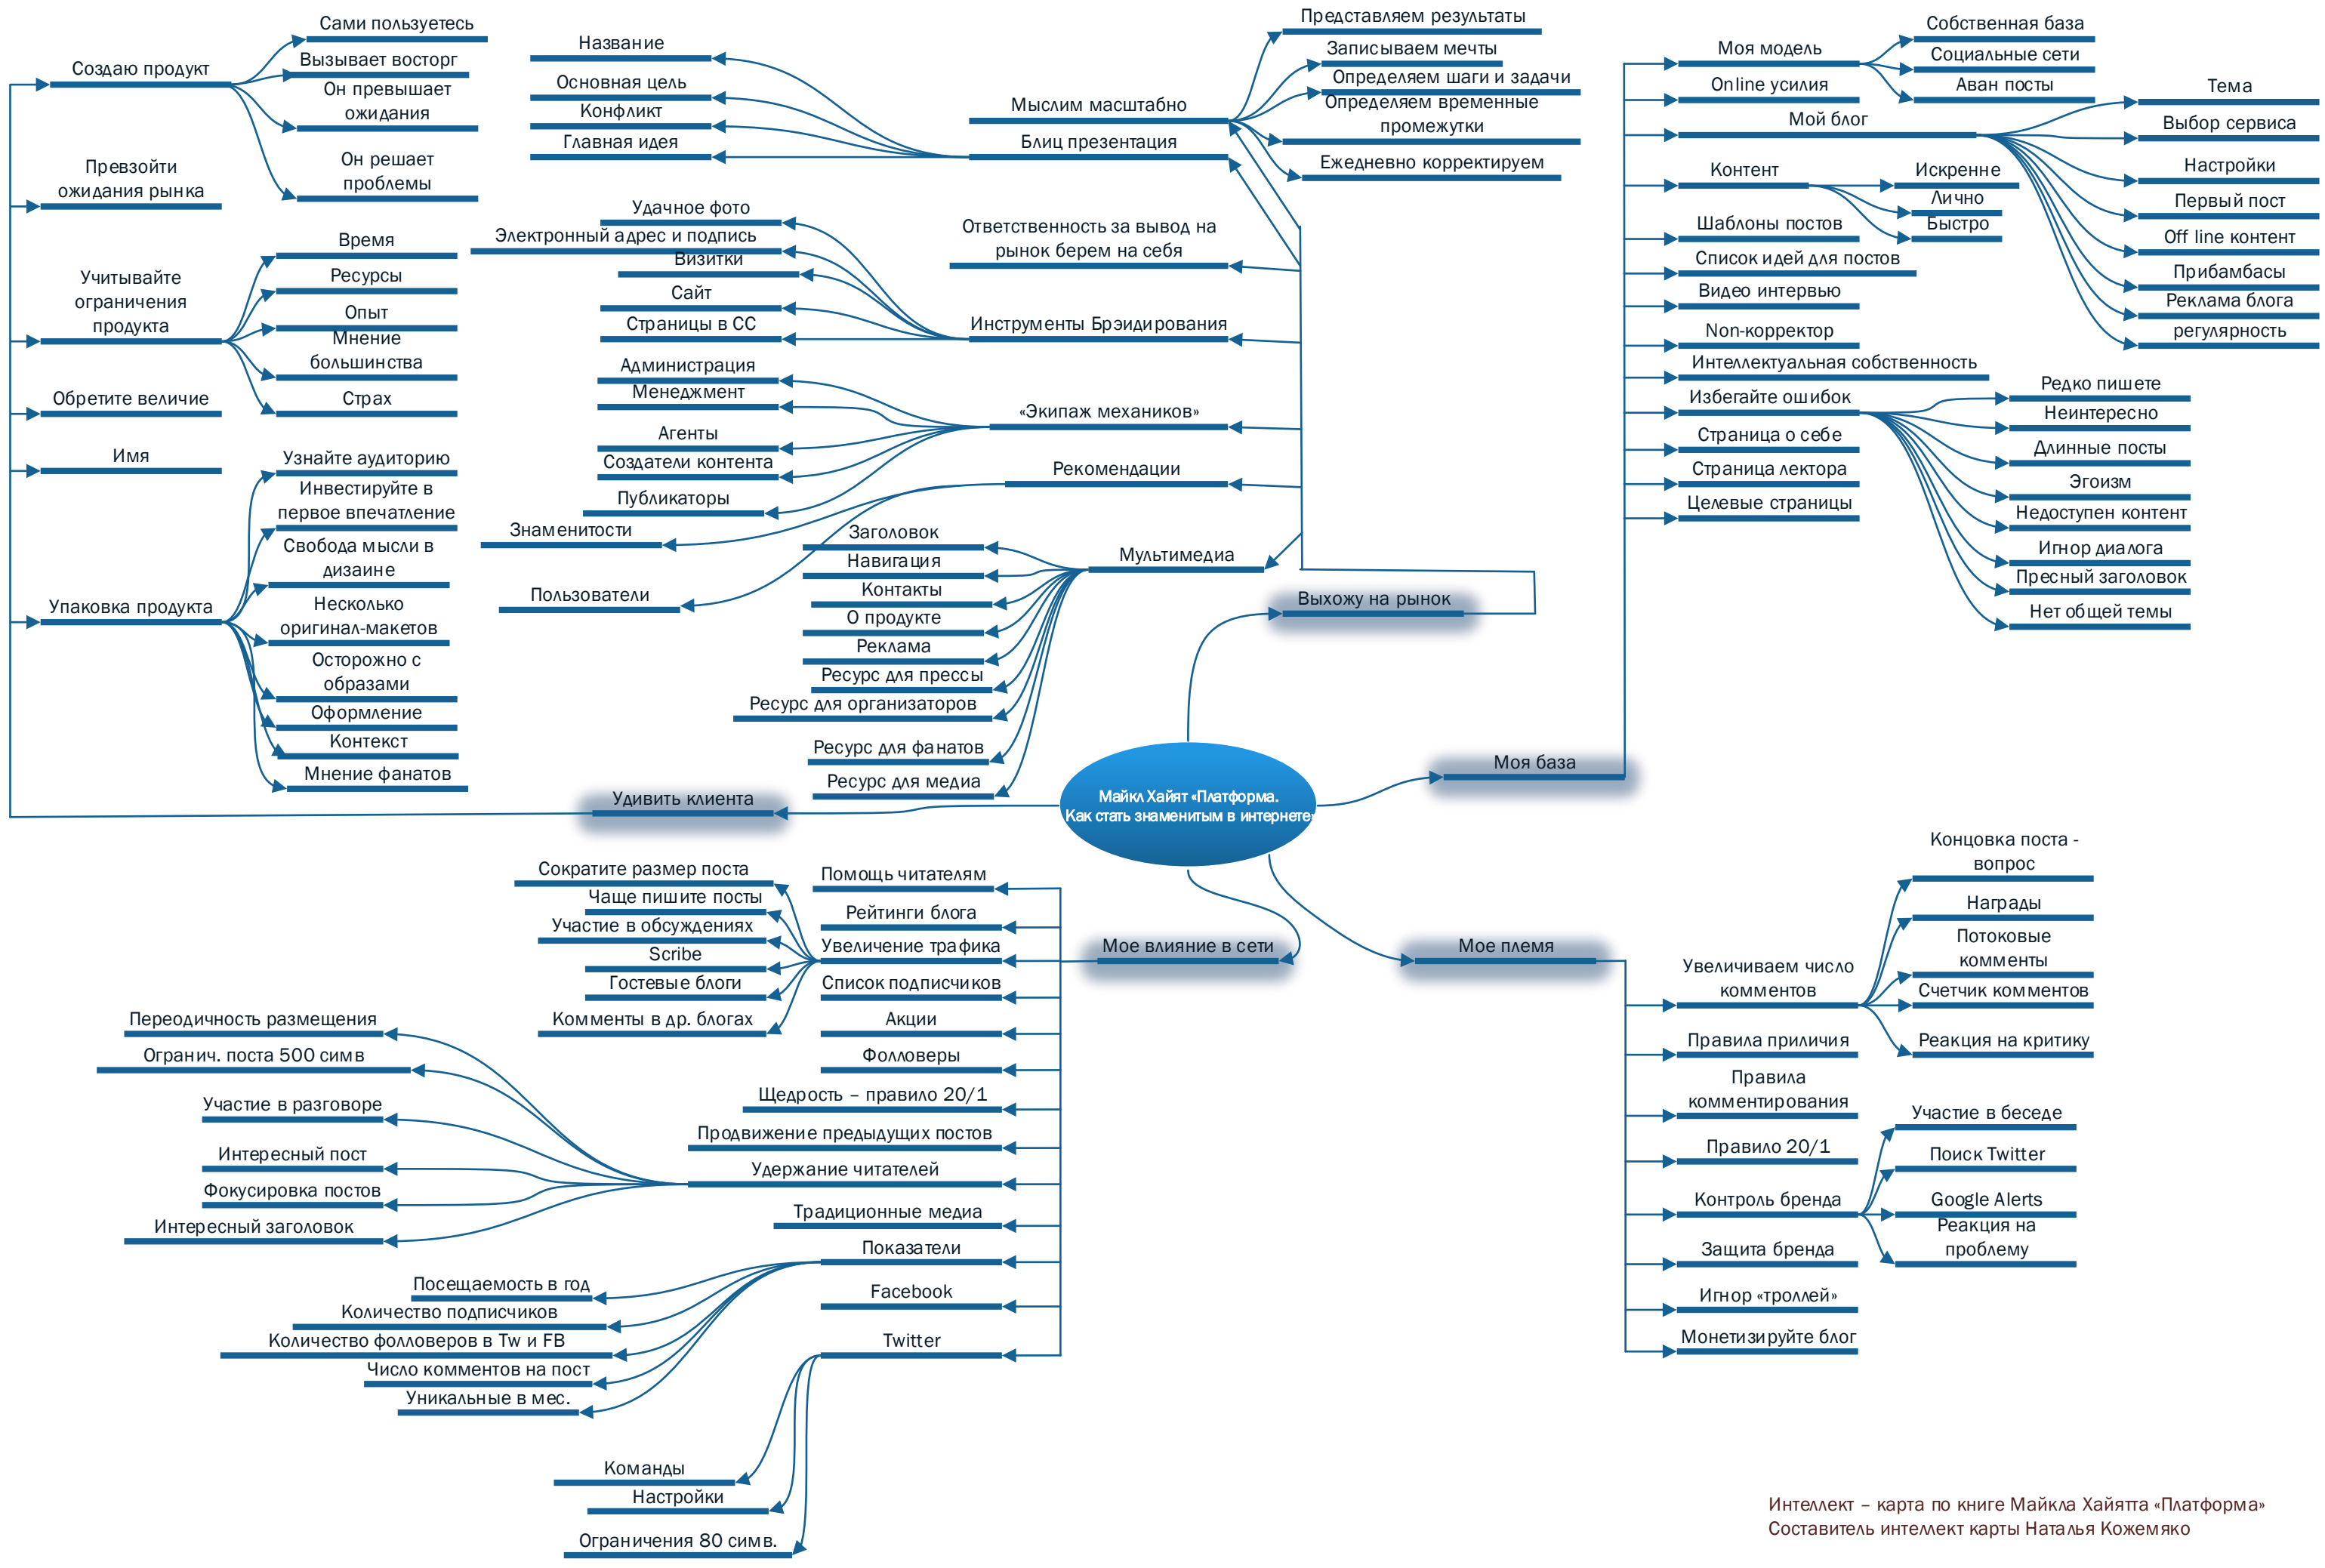 Майкл Хайят «Платформа.
Как стать знаменитым в интернете»
Удивить клиента
Создаю продукт
Сами пользуетесь
Вызывает восторг
Он превышает
ожидания
Он решает
проблемы
Превзойти
ожидания рынка
Учитывайте
ограничения
продукта
Время
Ресурсы
Опыт
Мнение
большинства
Страх
Обретите величие
Имя
Упаковка продукта
Узнайте аудиторию
Инвестируйте в
первое впечатление
Свобода мысли в
дизаине
Несколько
оригинал-макетов
Осторожно с
образами
Оформление
Контекст
Мнение фанатов
Выхожу на рынок
Мыслим масштабно
Представляем результаты
Записываем мечты
Определяем шаги и задачи
Определяем временные
промежутки
Ежедневно корректируем
Блиц презентация
Название
Основная цель
Конфликт
Главная идея
Ответственность за вывод на
рынок берем на себя
Инструменты Брэидирования
Удачное фото
Электронный адрес и подпись
Визитки
Сайт
Страницы в СС
«Экипаж механиков»
Администрация
Менеджмент
Агенты
Создатели контента
Публикаторы
Рекомендации
Знаменитости
Пользователи
Мультимедиа
Заголовок
Навигация
Контакты
О продукте
Реклама
Ресурс для прессы
Ресурс для организаторов
Ресурс для фанатов
Ресурс для медиа
Моя база
Моя модель
Собственная база
Социальные сети
Аван посты
Online усилия
Мой блог
Тема
Выбор сервиса
Настройки
Первый пост
Off line контент
Прибамбасы
Реклама блога
регулярность
Контент
Искренне
Лично
Быстро
Шаблоны постов
Список идей для постов
Видео интервью
Non-корректор
Интеллектуальная собственность
Избегайте ошибок
Редко пишете
Неинтересно
Длинные посты
Эгоизм
Недоступен контент
Игнор диалога
Пресный заголовок
Нет общей темы
Страница о себе
Страница лектора
Целевые страницы
Мое влияние в сети
Помощь читателям
Рейтинги блога
Увеличение трафика
Сократите размер поста
Чаще пишите посты
Участие в обсуждениях
Scribe
Гостевые блоги
Комменты в др. блогах
Список подписчиков
Акции
Фолловеры
Щедрость – правило 20/1
Продвижение предыдущих постов
Удержание читателей
Переодичность размещения
Огранич. поста 500 симв
Участие в разговоре
Интересный пост
Фокусировка постов
Интересный заголовок
Традиционные медиа
Показатели
Посещаемость в год
Количество подписчиков
Количество фолловеров в Tw и FB
Число комментов на пост
Уникальные в мес.
Facebook
Twitter
Команды
Настройки
Ограничения 80 симв.
Мое племя
Увеличиваем число
комментов
Концовка поста -
вопрос
Награды
Потоковые
комменты
Счетчик комментов
Реакция на критику
Правила приличия
Правила
комментирования
Правило 20/1
Контроль бренда
Участие в беседе
Поиск Twitter
Google Alerts
Реакция на
проблему
Защита бренда
Игнор «троллей»
Монетизируйте блог
Интеллект – карта по книге Майкла Хайятта «Платформа»
Составитель интеллект карты Наталья Кожемяко